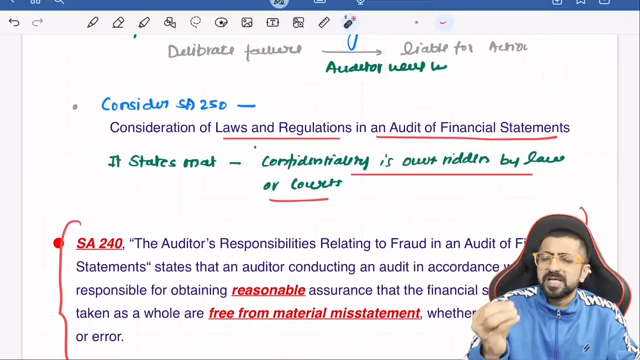 Deliberate failure → liable for Action
Auditor
• Consider SA 250 —
Consideration of Laws and Regulations in an Audit of Financial Statements
It states that — Confidentiality is over ridden by law
or courts
SA 240, "The Auditor's Responsibilities Relating to Fraud in an Audit of
Statements" states that an auditor conducting an audit in accordance
responsible for obtaining reasonable assurance that the financial
taken as a whole are free from material misstatement, whether
or error.